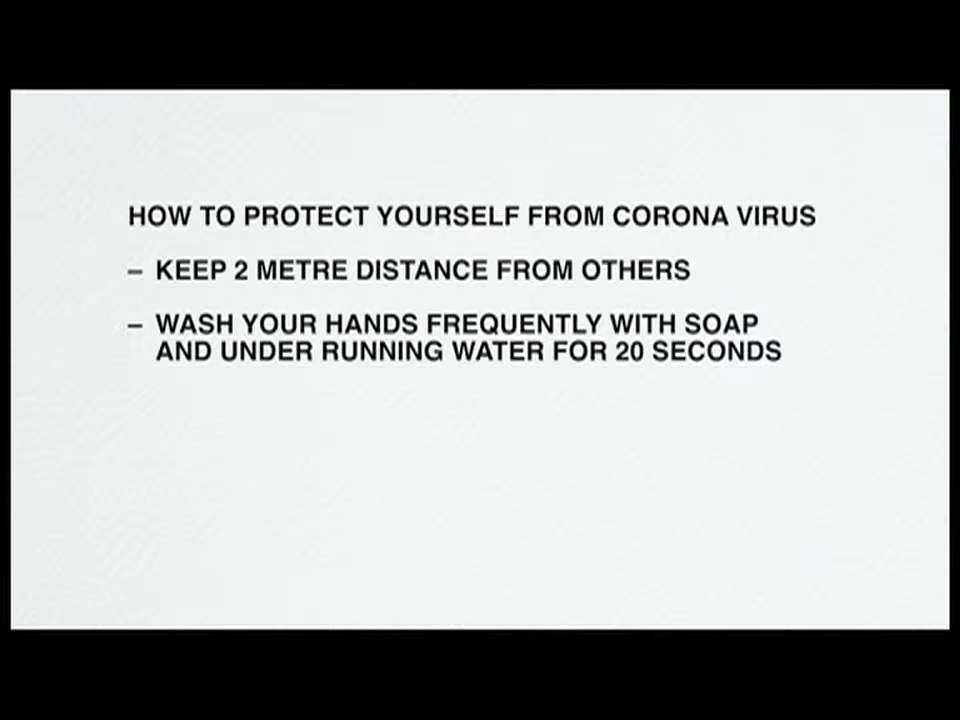 HOW TO PROTECT YOURSELF FROM CORONA VIRUS
– KEEP 2 METRE DISTANCE FROM OTHERS
– WASH YOUR HANDS FREQUENTLY WITH SOAP
AND UNDER RUNNING WATER FOR 20 SECONDS